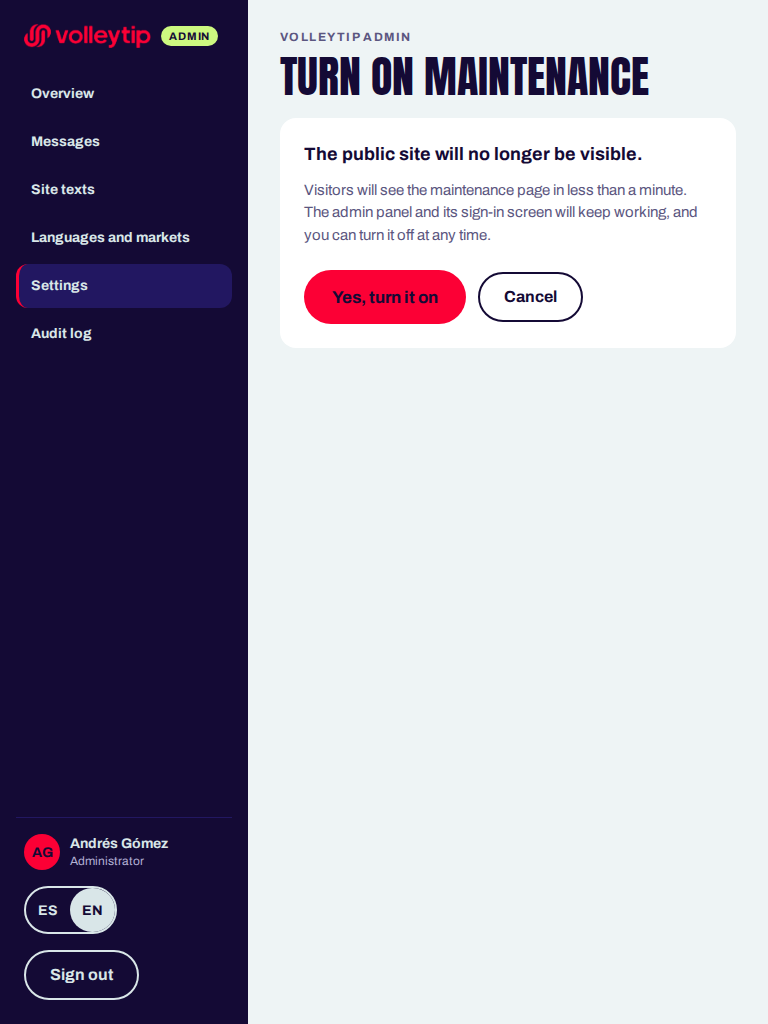 volleytip ADMIN
Overview
Messages
Site texts
Languages and markets
Settings
Audit log
AG
Andrés Gómez
Administrator
ES EN
Sign out
VOLLEYTIP ADMIN
TURN ON MAINTENANCE
The public site will no longer be visible.
Visitors will see the maintenance page in less than a minute.
The admin panel and its sign-in screen will keep working, and
you can turn it off at any time.
Yes, turn it on
Cancel